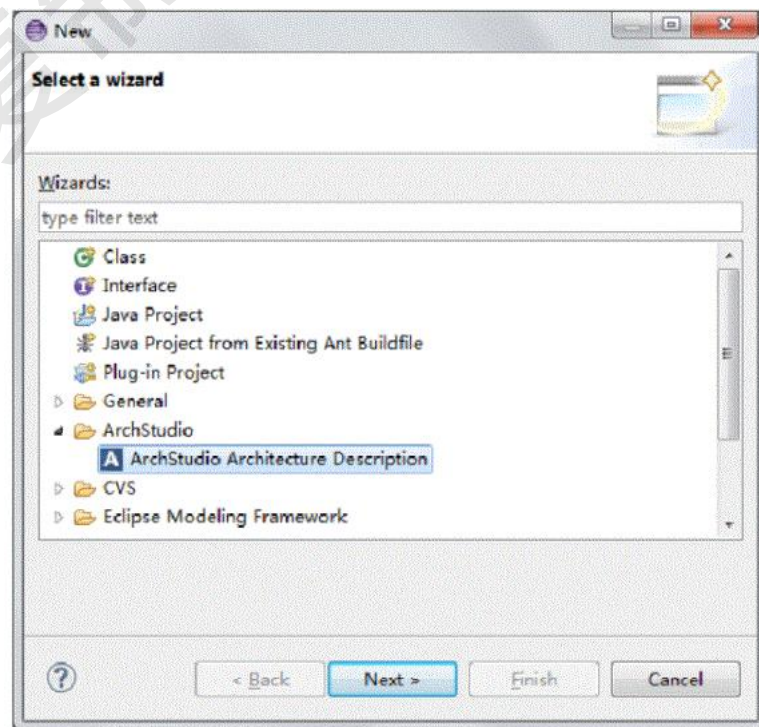 New
Select a wizard
Wizards:
type filter text
Class
Interface
Java Project
Java Project from Existing Ant Buildfile
Plug-in Project
General
ArchStudio
ArchStudio Architecture Description
CVS
Eclipse Modeling Framework
< Back Next > Finish Cancel